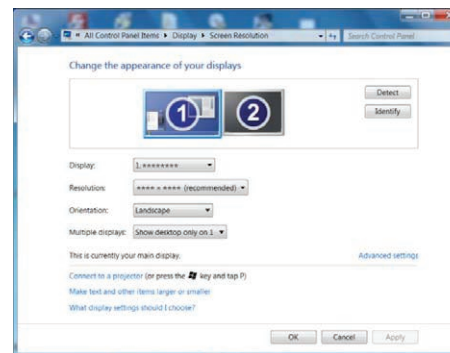 « All Control Panel Items ▸ Display ▸ Screen Resolution
Search Control Panel
Change the appearance of your displays
1
2
Detect
Identify
Display: 1. ********
Resolution: **** × **** (recommended)
Orientation: Landscape
Multiple displays: Show desktop only on 1
This is currently your main display.
Advanced settings
Connect to a projector (or press the key and tap P)
Make text and other items larger or smaller
What display settings should I choose?
OK
Cancel
Apply